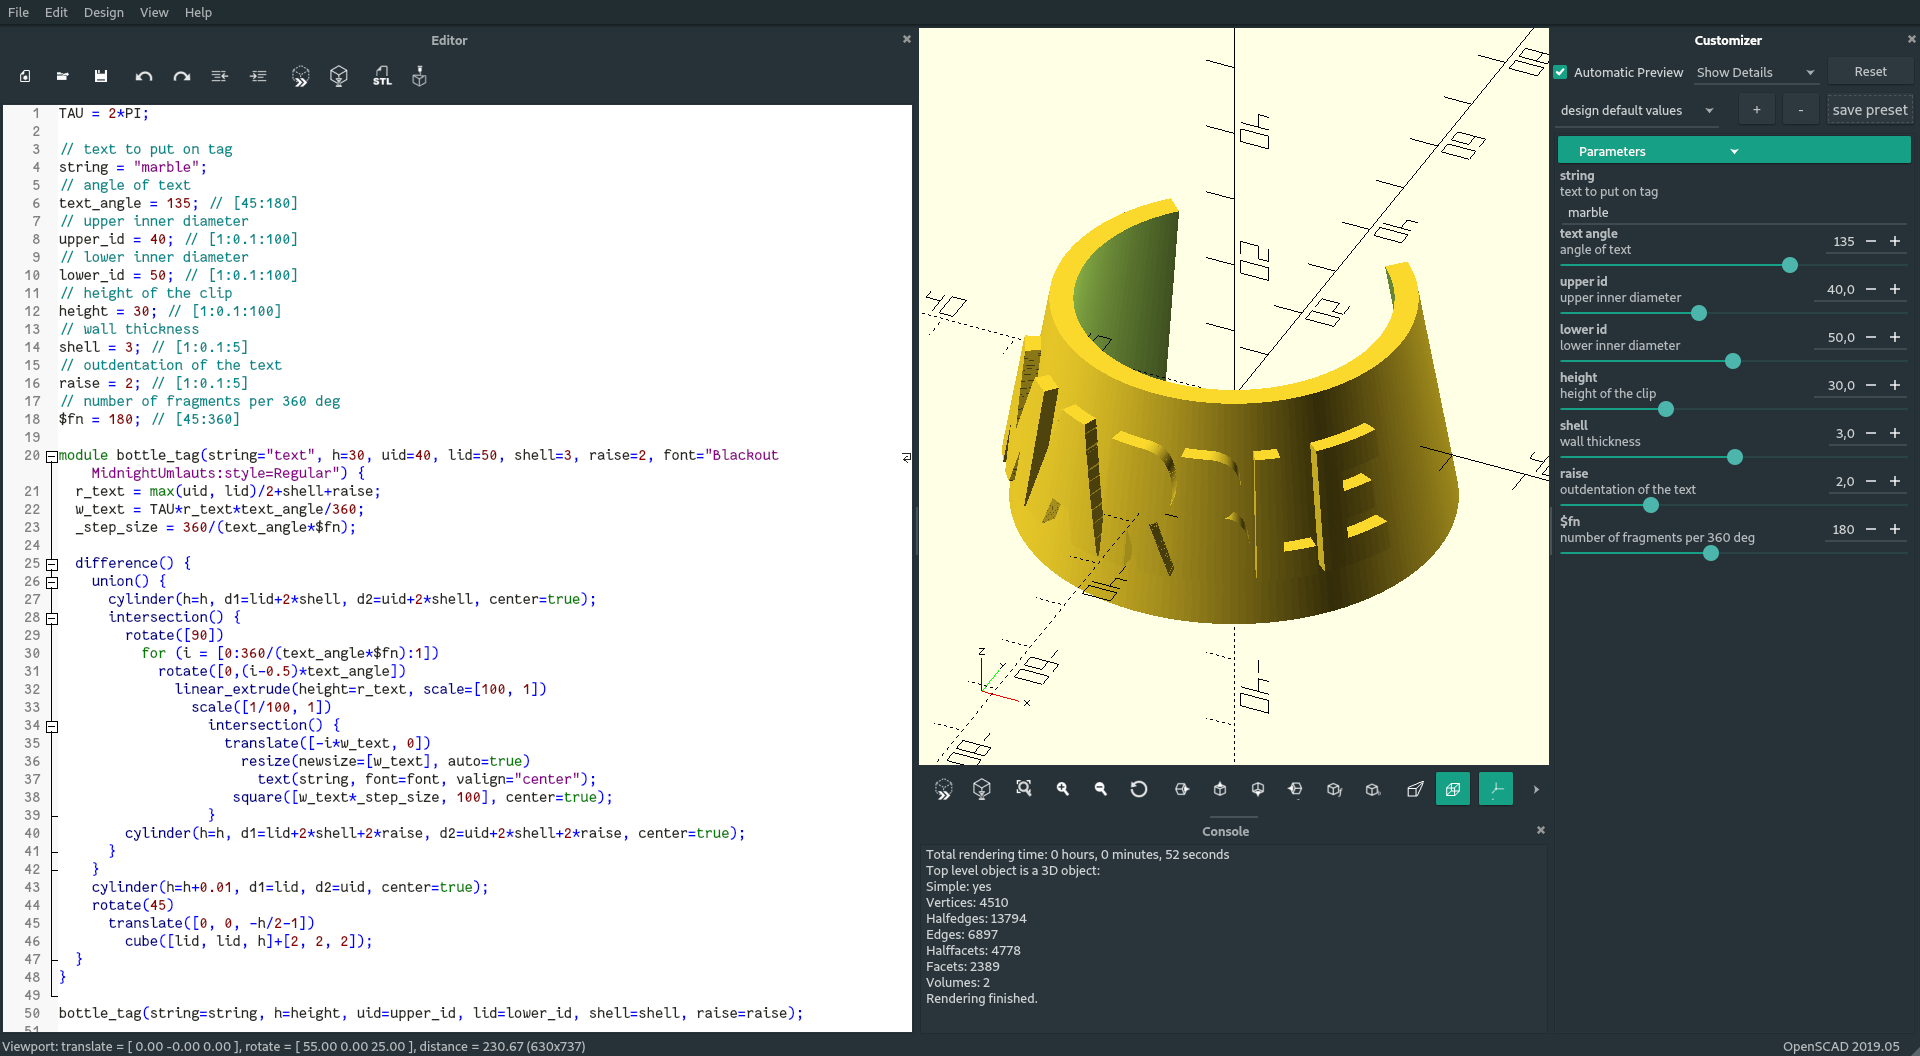 File Edit Design View Help
Editor
STL
1 TAU = 2*PI;
2
3 // text to put on tag
4 string = "marble";
5 // angle of text
6 text_angle = 135; // [45:180]
7 // upper inner diameter
8 upper_id = 40; // [1:0.1:100]
9 // lower inner diameter
10 lower_id = 50; // [1:0.1:100]
11 // height of the clip
12 height = 30; // [1:0.1:100]
13 // wall thickness
14 shell = 3; // [1:0.1:5]
15 // outdentation of the text
16 raise = 2; // [1:0.1:5]
17 // number of fragments per 360 deg
18 $fn = 180; // [45:360]
19
20 module bottle_tag(string="text", h=30, uid=40, lid=50, shell=3, raise=2, font="Blackout
MidnightUmlauts:style=Regular") {
21 r_text = max(uid, lid)/2+shell+raise;
22 w_text = TAU*r_text*text_angle/360;
23 _step_size = 360/(text_angle*$fn);
24
25 difference() {
26 union() {
27 cylinder(h=h, d1=lid+2*shell, d2=uid+2*shell, center=true);
28 intersection() {
29 rotate([90])
30 for (i = [0:360/(text_angle*$fn):1])
31 rotate([0,(i-0.5)*text_angle])
32 linear_extrude(height=r_text, scale=[100, 1])
33 scale([1/100, 1])
34 intersection() {
35 translate([-i*w_text, 0])
36 resize(newsize=[w_text], auto=true)
37 text(string, font=font, valign="center");
38 square([w_text*_step_size, 100], center=true);
39 }
40 cylinder(h=h, d1=lid+2*shell+2*raise, d2=uid+2*shell+2*raise, center=true);
41 }
42 }
43 cylinder(h=h+0.01, d1=lid, d2=uid, center=true);
44 rotate(45)
45 translate([0, 0, -h/2-1])
46 cube([lid, lid, h]+[2, 2, 2]);
47 }
48 }
49
50 bottle_tag(string=string, h=height, uid=upper_id, lid=lower_id, shell=shell, raise=raise);
51
z
y
x
Console
Total rendering time: 0 hours, 0 minutes, 52 seconds
Top level object is a 3D object:
Simple: yes
Vertices: 4510
Halfedges: 13794
Edges: 6897
Halffacets: 4778
Facets: 2389
Volumes: 2
Rendering finished.
Customizer
Automatic Preview Show Details Reset
design default values + - save preset
Parameters
string
text to put on tag
marble
text angle
angle of text
135 − +
upper id
upper inner diameter
40,0 − +
lower id
lower inner diameter
50,0 − +
height
height of the clip
30,0 − +
shell
wall thickness
3,0 − +
raise
outdentation of the text
2,0 − +
$fn
number of fragments per 360 deg
180 − +
Viewport: translate = [ 0.00 -0.00 0.00 ], rotate = [ 55.00 0.00 25.00 ], distance = 230.67 (630x737)
OpenSCAD 2019.05